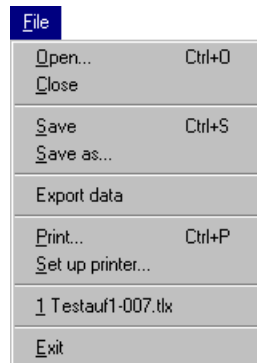 File
Open... Ctrl+O
Close
Save Ctrl+S
Save as...
Export data
Print... Ctrl+P
Set up printer...
1 Testauf1-007.tlx
Exit